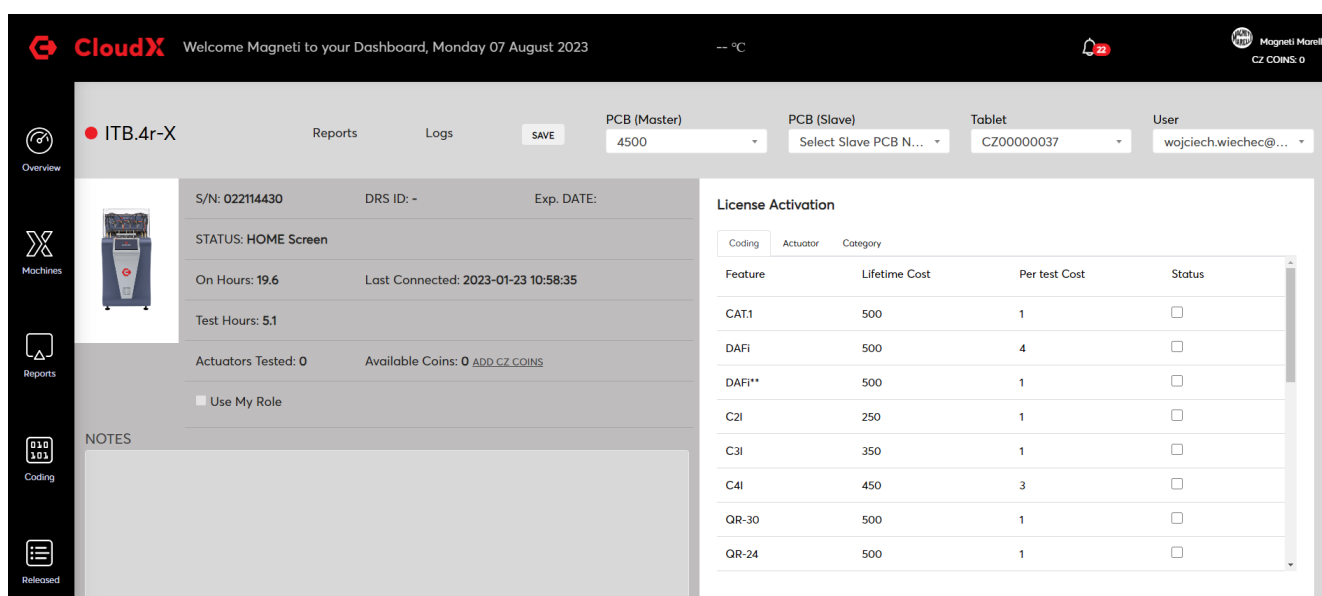 CloudX Welcome Magneti to your Dashboard, Monday 07 August 2023 -- °C 22 Magneti Marell
CZ COINS: 0
ITB.4r-X Reports Logs SAVE
PCB (Master) PCB (Slave) Tablet User
4500 Select Slave PCB N... CZ00000037 wojciech.wiechec@...
Overview
Machines
Reports
Coding
Released
S/N: 022114430 DRS ID: - Exp. DATE:
STATUS: HOME Screen
On Hours: 19.6 Last Connected: 2023-01-23 10:58:35
Test Hours: 5.1
Actuators Tested: 0 Available Coins: 0 ADD CZ COINS
Use My Role
NOTES
License Activation
Coding Actuator Category
Feature Lifetime Cost Per test Cost Status
CAT.1 500 1
DAFi 500 4
DAFi** 500 1
C2I 250 1
C3I 350 1
C4I 450 3
QR-30 500 1
QR-24 500 1